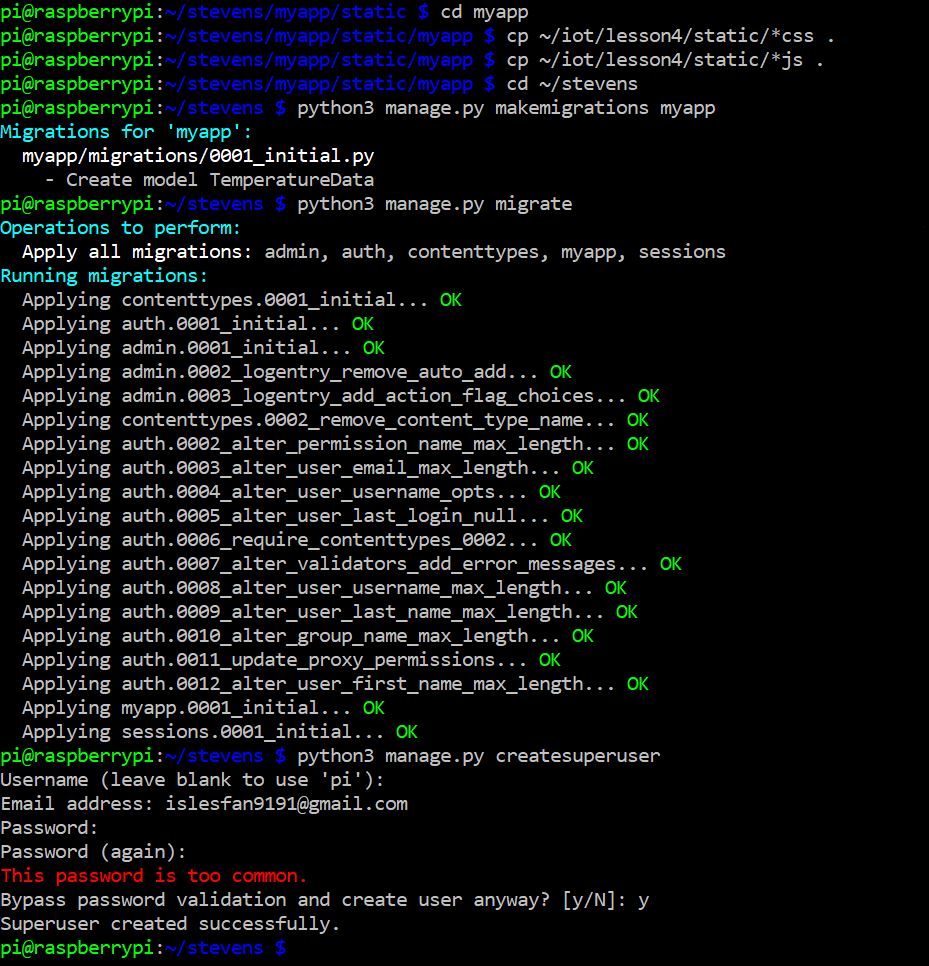 pi@raspberrypi:~/stevens/myapp/static $ cd myapp
pi@raspberrypi:~/stevens/myapp/static/myapp $ cp ~/iot/lesson4/static/*css .
pi@raspberrypi:~/stevens/myapp/static/myapp $ cp ~/iot/lesson4/static/*js .
pi@raspberrypi:~/stevens/myapp/static/myapp $ cd ~/stevens
pi@raspberrypi:~/stevens $ python3 manage.py makemigrations myapp
Migrations for 'myapp':
  myapp/migrations/0001_initial.py
    - Create model TemperatureData
pi@raspberrypi:~/stevens $ python3 manage.py migrate
Operations to perform:
  Apply all migrations: admin, auth, contenttypes, myapp, sessions
Running migrations:
  Applying contenttypes.0001_initial... OK
  Applying auth.0001_initial... OK
  Applying admin.0001_initial... OK
  Applying admin.0002_logentry_remove_auto_add... OK
  Applying admin.0003_logentry_add_action_flag_choices... OK
  Applying contenttypes.0002_remove_content_type_name... OK
  Applying auth.0002_alter_permission_name_max_length... OK
  Applying auth.0003_alter_user_email_max_length... OK
  Applying auth.0004_alter_user_username_opts... OK
  Applying auth.0005_alter_user_last_login_null... OK
  Applying auth.0006_require_contenttypes_0002... OK
  Applying auth.0007_alter_validators_add_error_messages... OK
  Applying auth.0008_alter_user_username_max_length... OK
  Applying auth.0009_alter_user_last_name_max_length... OK
  Applying auth.0010_alter_group_name_max_length... OK
  Applying auth.0011_update_proxy_permissions... OK
  Applying auth.0012_alter_user_first_name_max_length... OK
  Applying myapp.0001_initial... OK
  Applying sessions.0001_initial... OK
pi@raspberrypi:~/stevens $ python3 manage.py createsuperuser
Username (leave blank to use 'pi'):
Email address: islesfan9191@gmail.com
Password:
Password (again):
This password is too common.
Bypass password validation and create user anyway? [y/N]: y
Superuser created successfully.
pi@raspberrypi:~/stevens $